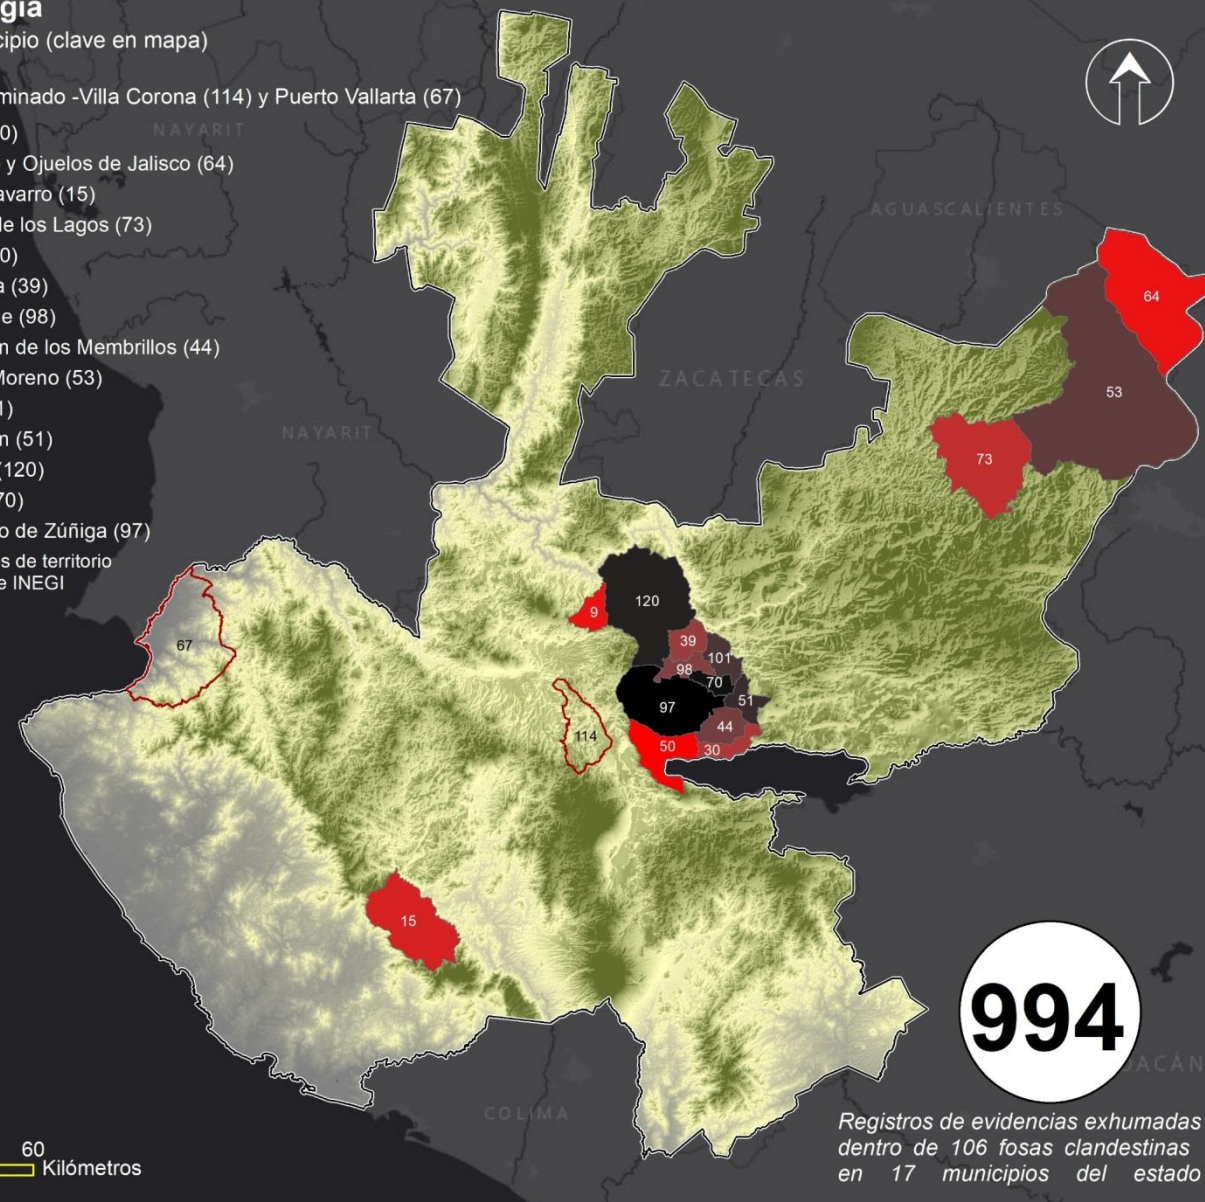 gía
cipio (clave en mapa)
minado -Villa Corona (114) y Puerto Vallarta (67)
0)
y Ojuelos de Jalisco (64)
avarro (15)
de los Lagos (73)
0)
a (39)
e (98)
n de los Membrillos (44)
Moreno (53)
1)
n (51)
(120)
70)
o de Zúñiga (97)
es de territorio
e INEGI
NAYARIT
AGUASCALIENTES
ZACATECAS
NAYARIT
64
53
73
120
9
39
101
98
70
67
97
51
44
114
50
30
15
994
OACÁN
COLIMA
Registros de evidencias exhumadas
dentro de 106 fosas clandestinas
en 17 municipios del estado
60
Kilómetros